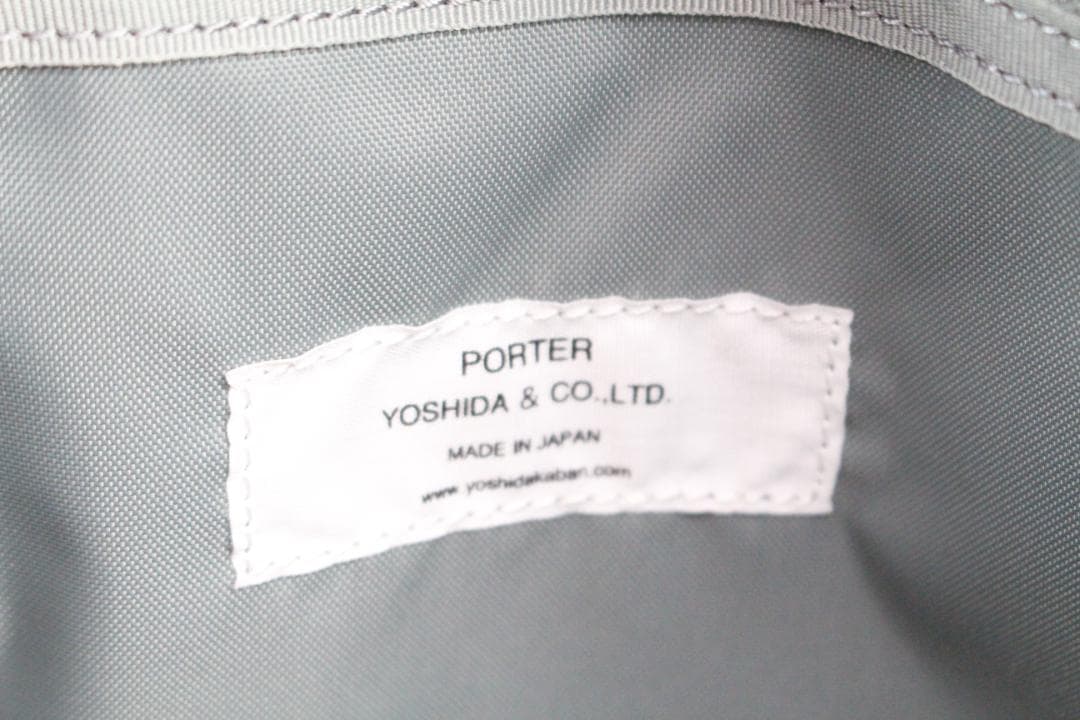 PORTER
YOSHIDA & CO.,LTD.
MADE IN JAPAN
www.yoshidakaban.com